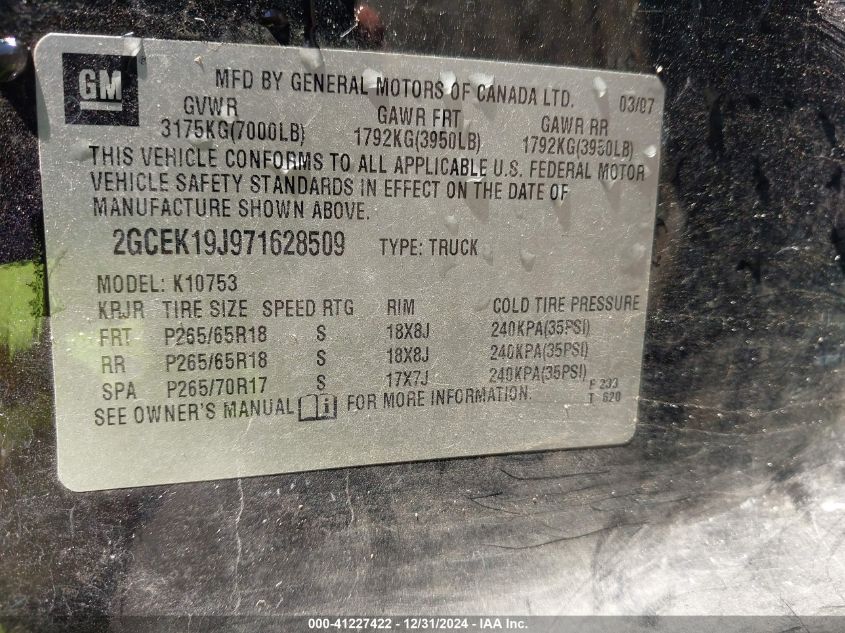 GM
MFD BY GENERAL MOTORS OF CANADA LTD. 03/07
GVWR GAWR FRT GAWR RR
3175KG(7000LB) 1792KG(3950LB) 1792KG(3950LB)
THIS VEHICLE CONFORMS TO ALL APPLICABLE U.S. FEDERAL MOTOR
VEHICLE SAFETY STANDARDS IN EFFECT ON THE DATE OF
MANUFACTURE SHOWN ABOVE.
2GCEK19J971628509 TYPE: TRUCK
MODEL: K10753
KRJR TIRE SIZE SPEED RTG RIM COLD TIRE PRESSURE
FRT P265/65R18 S 18X8J 240KPA(35PSI)
RR P265/65R18 S 18X8J 240KPA(35PSI)
SPA P265/70R17 S 17X7J 240KPA(35PSI)
SEE OWNER'S MANUAL i FOR MORE INFORMATION.
F 233
T 820
000-41227422 - 12/31/2024 - IAA Inc.